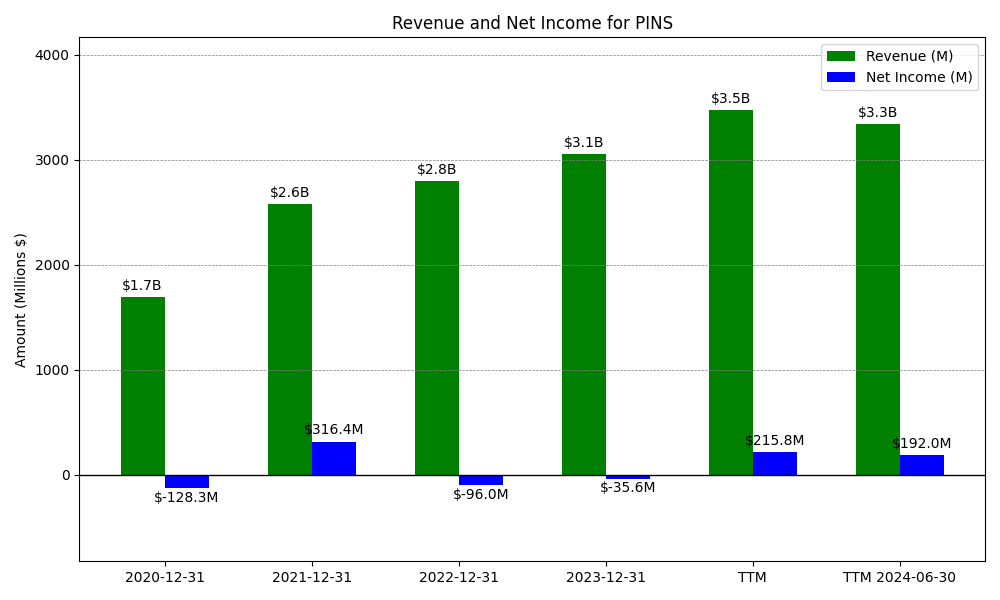 Revenue and Net Income for PINS
Revenue (M)
Net Income (M)
Amount (Millions $)
4000
3000
2000
1000
0
$1.7B
$-128.3M
$2.6B
$316.4M
$2.8B
$-96.0M
$3.1B
$-35.6M
$3.5B
$215.8M
$3.3B
$192.0M
2020-12-31
2021-12-31
2022-12-31
2023-12-31
TTM
TTM 2024-06-30